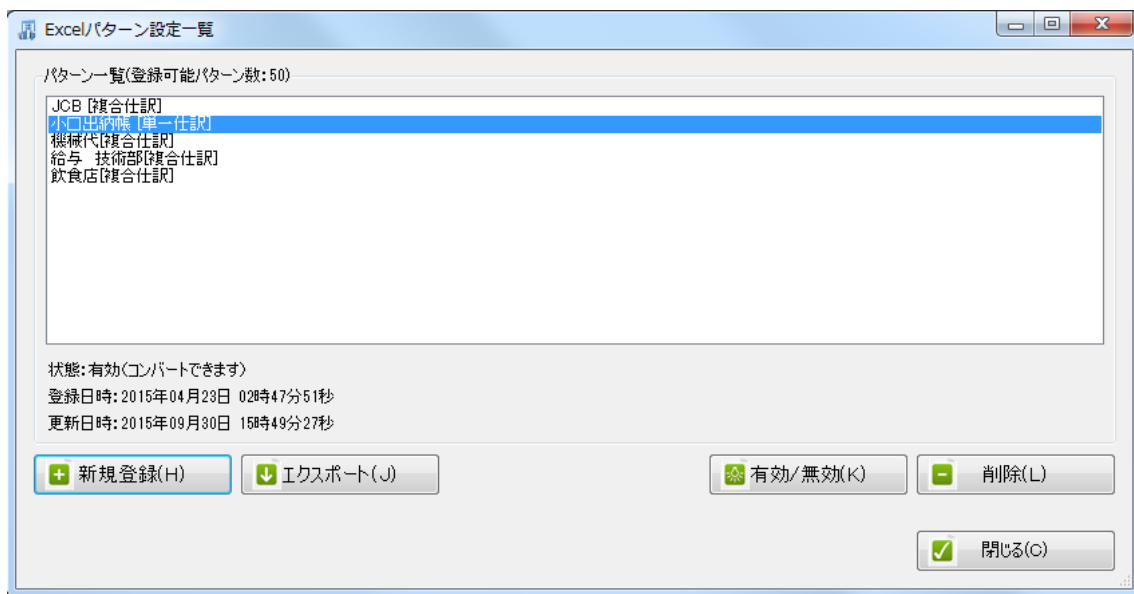 Excelパターン設定一覧
パターン一覧(登録可能パターン数:50)
JCB [複合仕訳]
小口出納帳 [単一仕訳]
機械代[複合仕訳]
給与 技術部[複合仕訳]
飲食店[複合仕訳]
状態:有効(コンバートできます)
登録日時:2015年04月23日 02時47分51秒
更新日時:2015年09月30日 15時49分27秒
新規登録(H) エクスポート(J) 有効/無効(K) 削除(L)
閉じる(C)